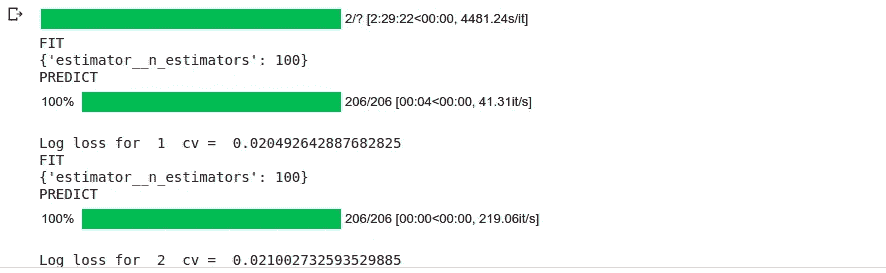 2/? [2:29:22<00:00, 4481.24s/it]
FIT
{'estimator__n_estimators': 100}
PREDICT
100% 206/206 [00:04<00:00, 41.31it/s]
Log loss for  1  cv =  0.020492642887682825
FIT
{'estimator__n_estimators': 100}
PREDICT
100% 206/206 [00:00<00:00, 219.06it/s]
Log loss for  2  cv =  0.021002732593529885